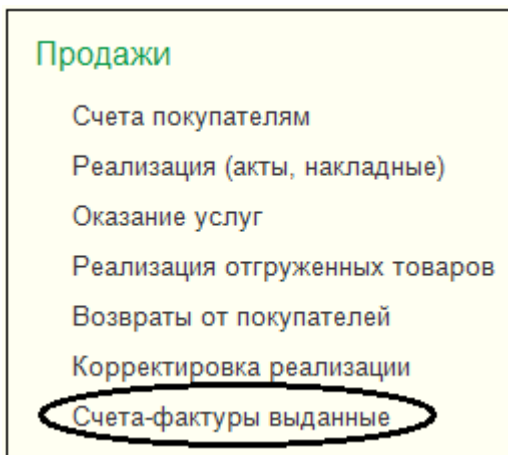 Продажи
Счета покупателям
Реализация (акты, накладные)
Оказание услуг
Реализация отгруженных товаров
Возвраты от покупателей
Корректировка реализации
Счета-фактуры выданные